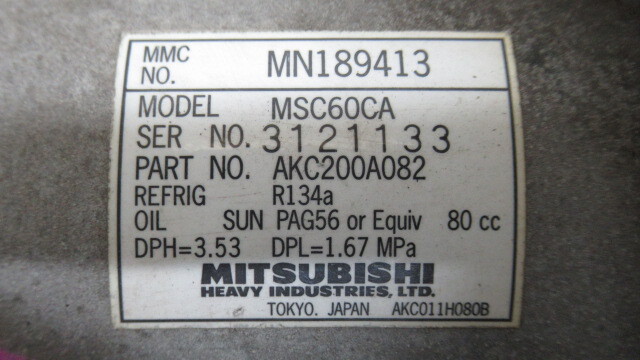 MMC NO. MN189413
MODEL MSC60CA
SER NO. 3121133
PART NO. AKC200A082
REFRIG R134a
OIL SUN PAG56 or Equiv 80 cc
DPH=3.53 DPL=1.67 MPa
MITSUBISHI
HEAVY INDUSTRIES, LTD.
TOKYO. JAPAN AKC011H080B